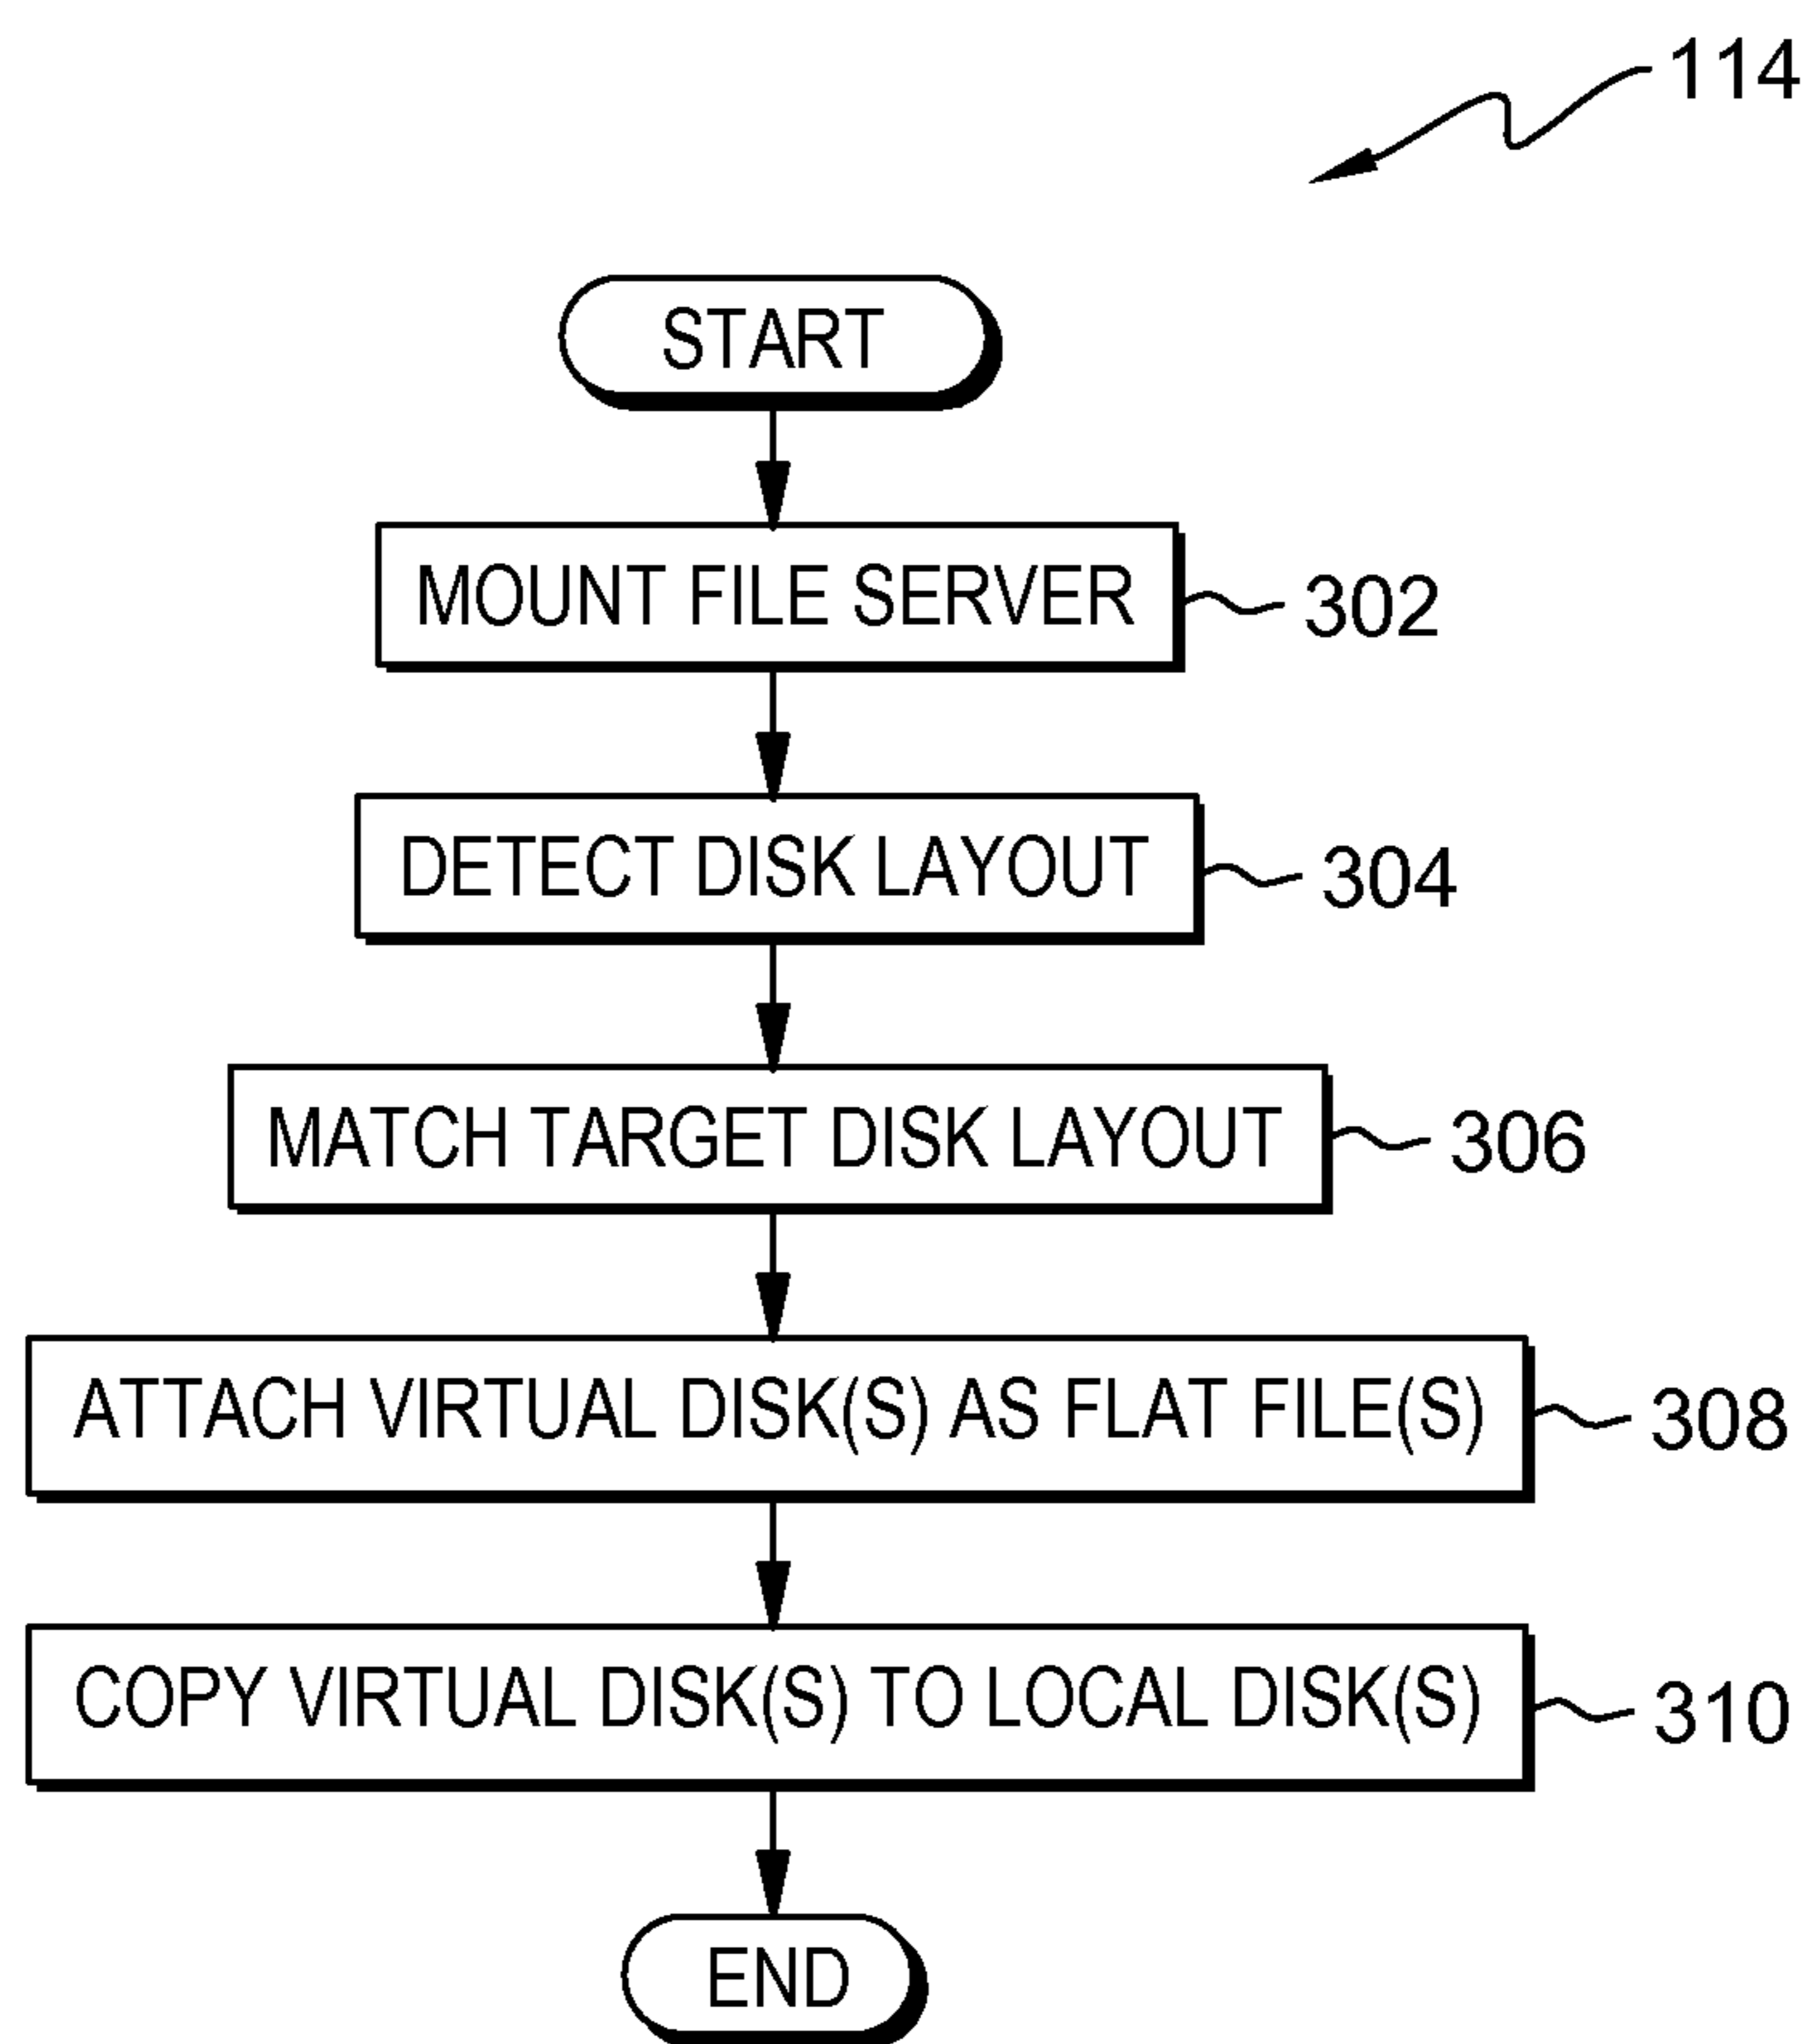 114
START
MOUNT FILE SERVER
302
DETECT DISK LAYOUT
304
MATCH TARGET DISK LAYOUT
306
ATTACH VIRTUAL DISK(S) AS FLAT FILE(S)
308
COPY VIRTUAL DISK(S) TO LOCAL DISK(S)
310
END